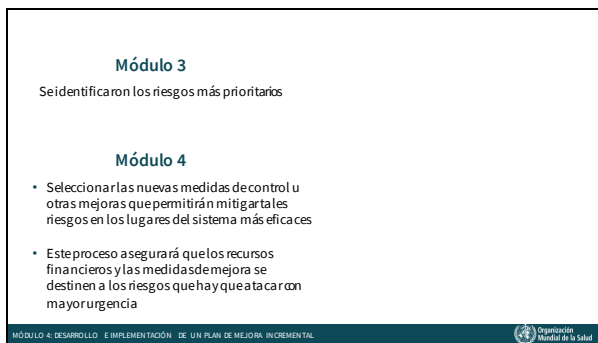 Módulo 3
Se identificaron los riesgos más prioritarios
Módulo 4
• Seleccionar las nuevas medidas de control u
otras mejoras que permitirán mitigar tales
riesgos en los lugares del sistema más eficaces
• Este proceso asegurará que los recursos
financieros y las medidas de mejora se
destinen a los riesgos que hay que atacar con
mayor urgencia
MÓDULO 4: DESARROLLO E IMPLEMENTACIÓN DE UN PLAN DE MEJORA INCREMENTAL
Organización
Mundial de la Salud